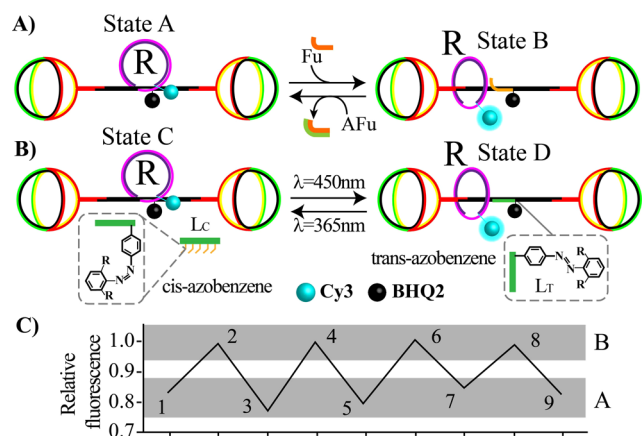 A)
State A
R
Fu
AFu
R
State B
B)
State C
R
λ=450nm
λ=365nm
R
State D
R
N=N
R
LC
cis-azobenzene
trans-azobenzene
N=N
R
R
LT
Cy3
BHQ2
C)
Relative
fluorescence
1.0
0.9
0.8
0.7
1
2
3
4
5
6
7
8
9
B
A